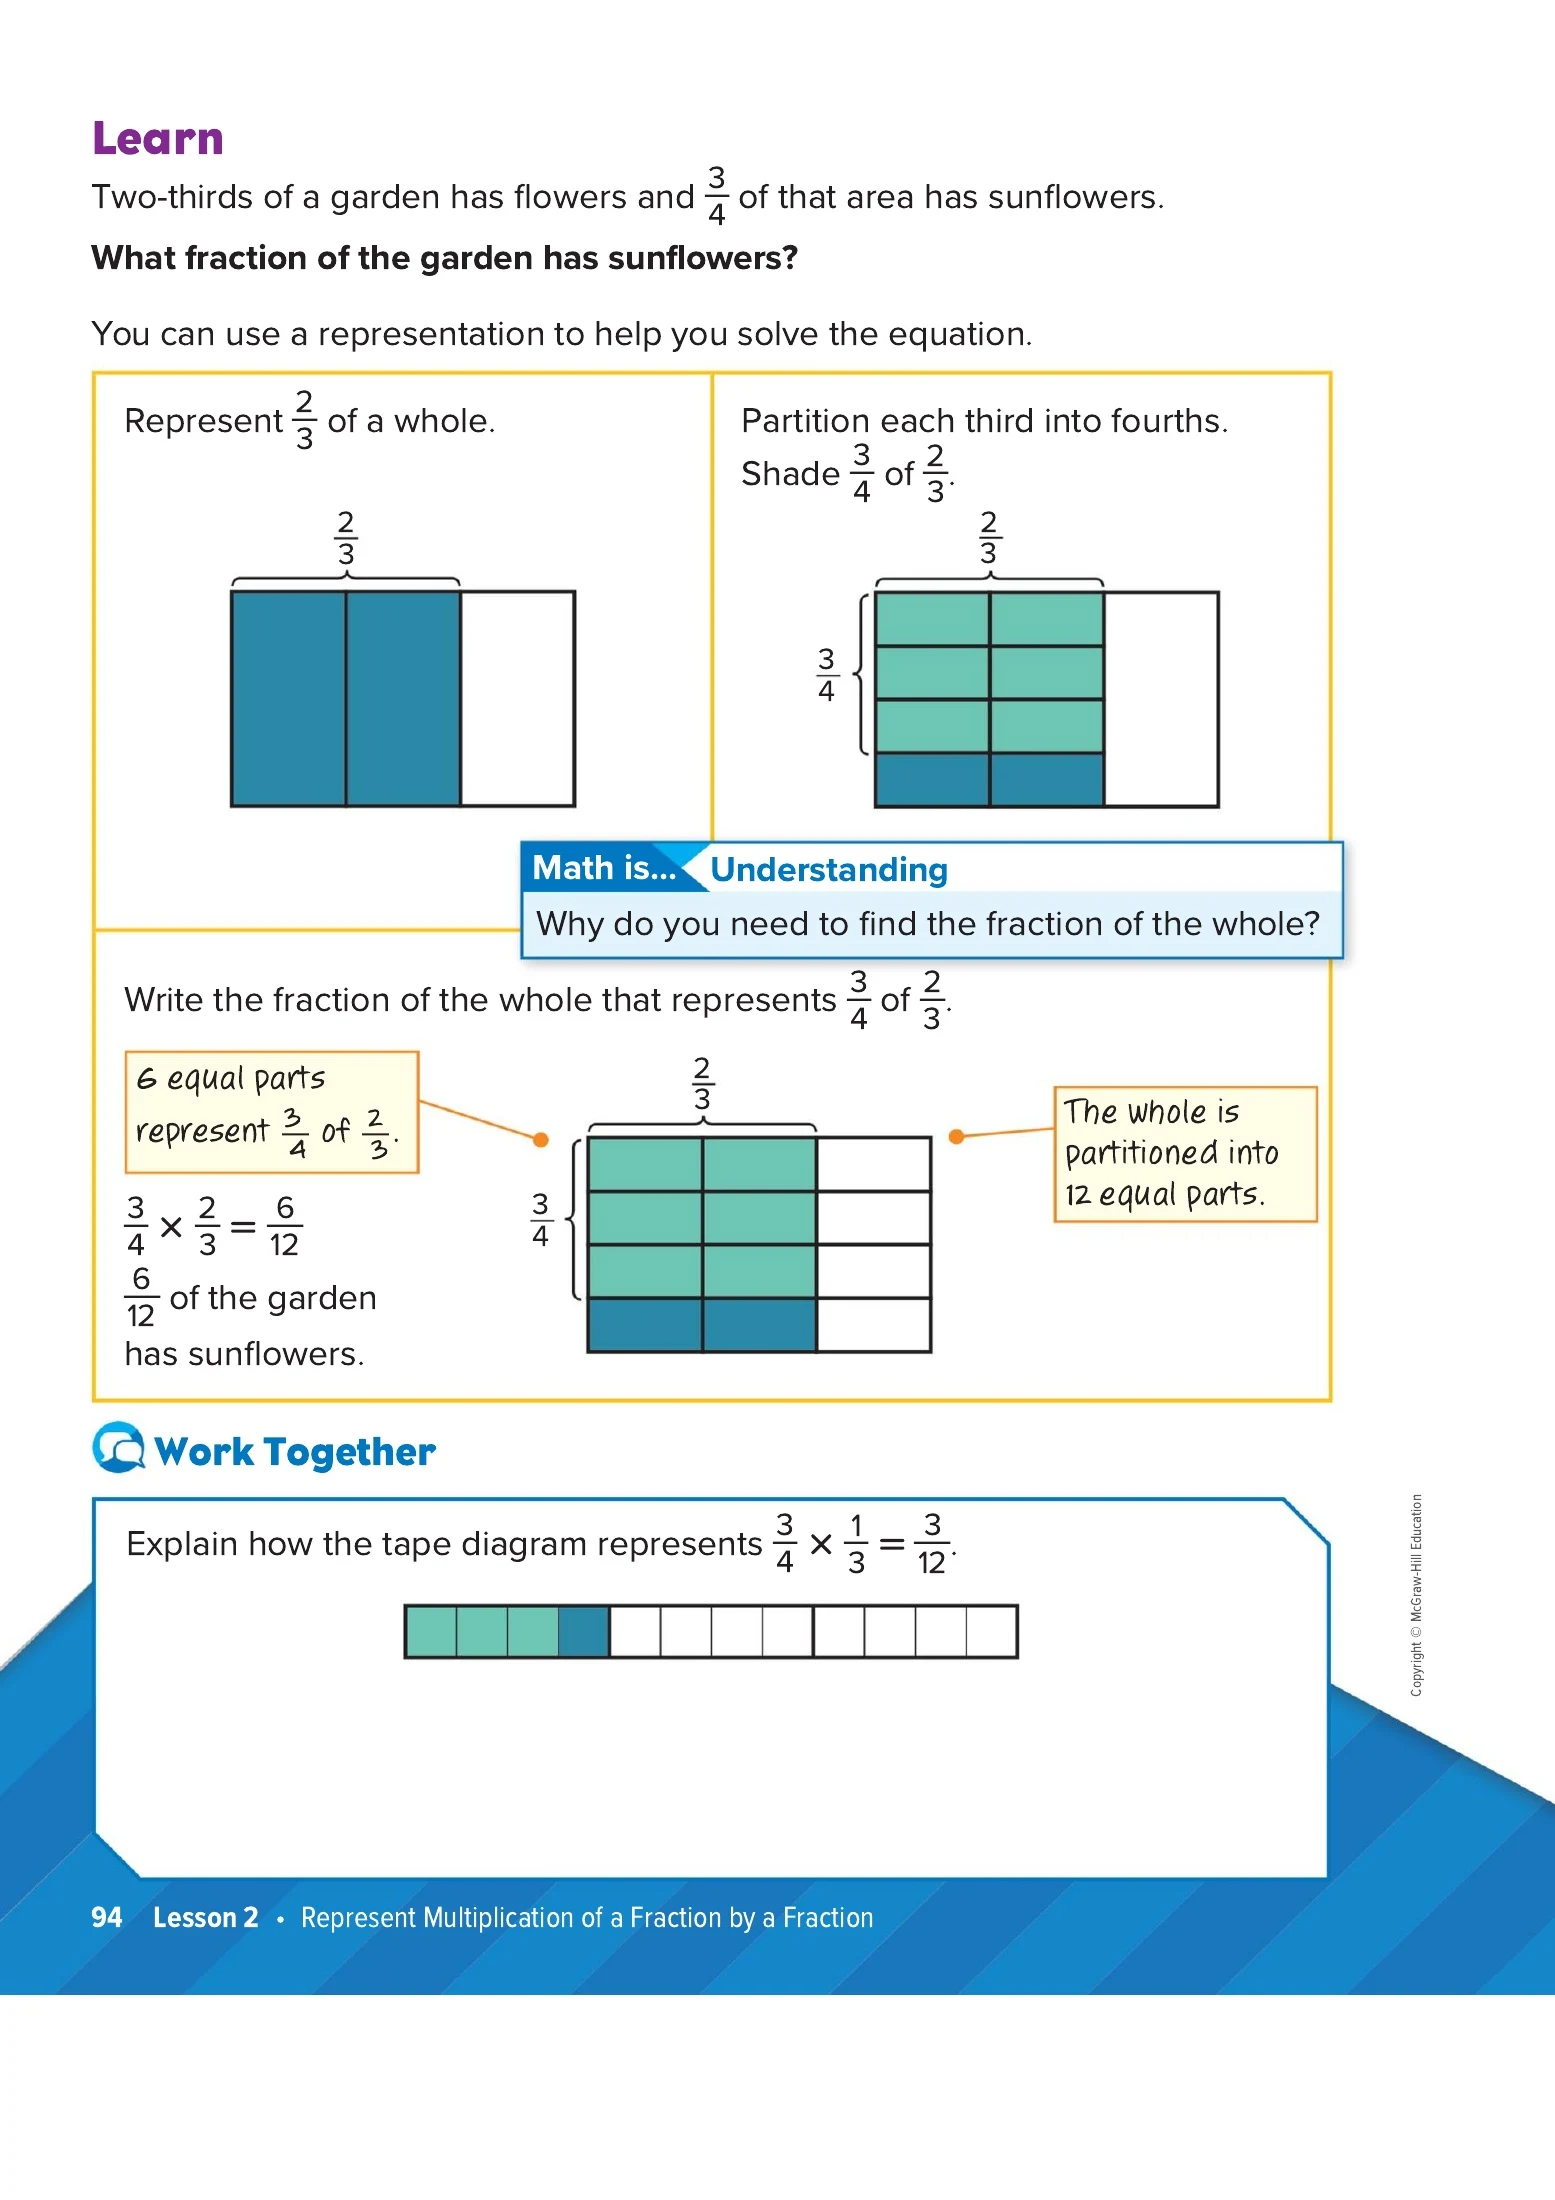 Learn
Two-thirds of a garden has flowers and 3/4 of that area has sunflowers.
What fraction of the garden has sunflowers?
You can use a representation to help you solve the equation.
Represent 2/3 of a whole.
2/3
Partition each third into fourths.
Shade 3/4 of 2/3.
2/3
3/4
Math is... Understanding
Why do you need to find the fraction of the whole?
Write the fraction of the whole that represents 3/4 of 2/3.
6 equal parts
represent 3/4 of 2/3.
3/4 × 2/3 = 6/12
6/12 of the garden
has sunflowers.
2/3
3/4
The whole is
partitioned into
12 equal parts.
Work Together
Explain how the tape diagram represents 3/4 × 1/3 = 3/12.
Copyright © McGraw-Hill Education
94 Lesson 2 • Represent Multiplication of a Fraction by a Fraction